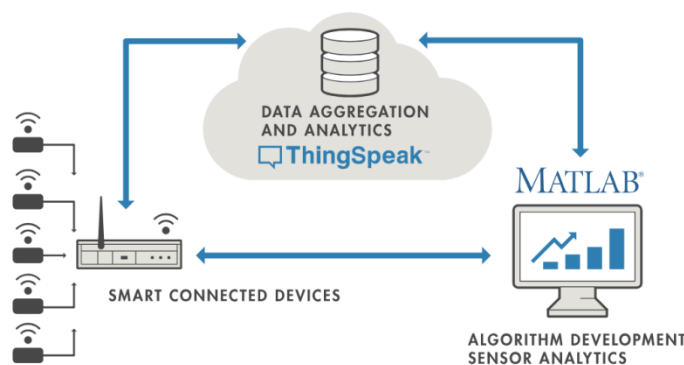 DATA AGGREGATION
AND ANALYTICS
ThingSpeak™
MATLAB®
SMART CONNECTED DEVICES
ALGORITHM DEVELOPMENT
SENSOR ANALYTICS